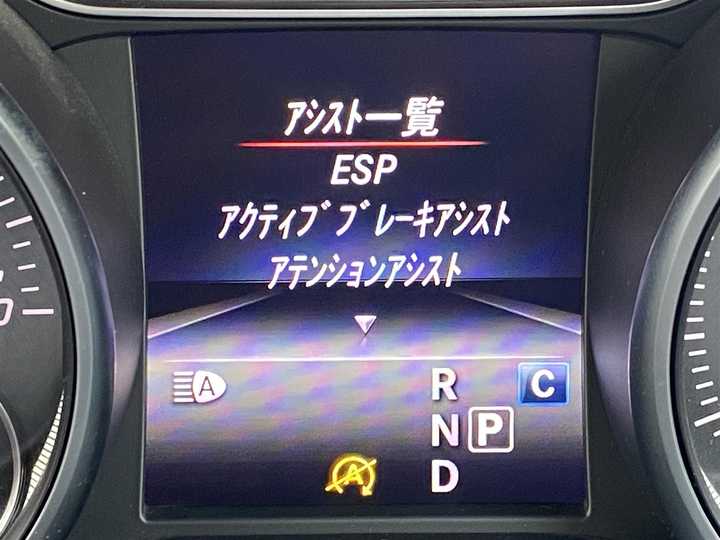 ｱｼｽﾄ一覧
ESP
ｱｸﾃｨﾌﾞﾌﾞﾚｰｷｱｼｽﾄ
ｱﾃﾝｼｮﾝｱｼｽﾄ
A R C
N P
A D